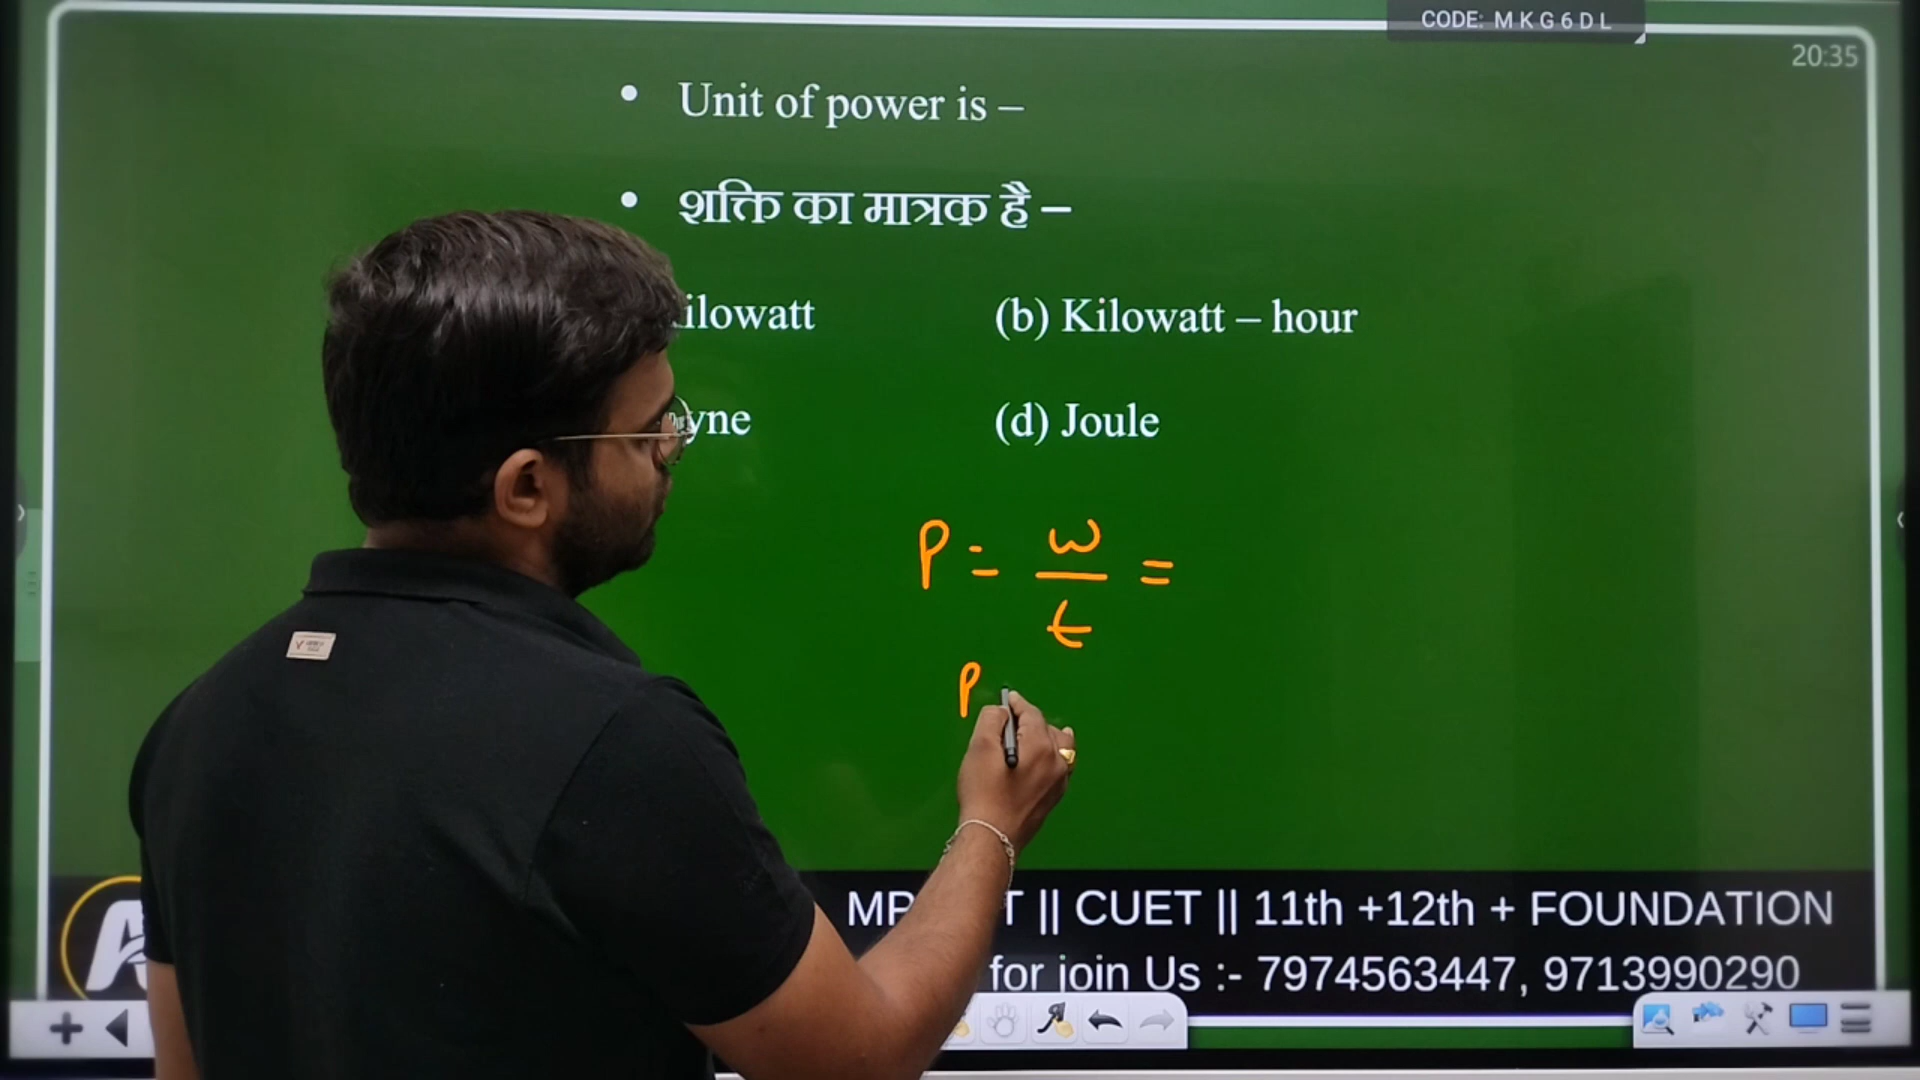 CODE: MKG6DL
20:35
• Unit of power is –
• शक्ति का मात्रक है –
ilowatt (b) Kilowatt – hour
yne (d) Joule
P = w/t =
P
MP T || CUET || 11th +12th + FOUNDATION
for join Us :- 7974563447, 9713990290